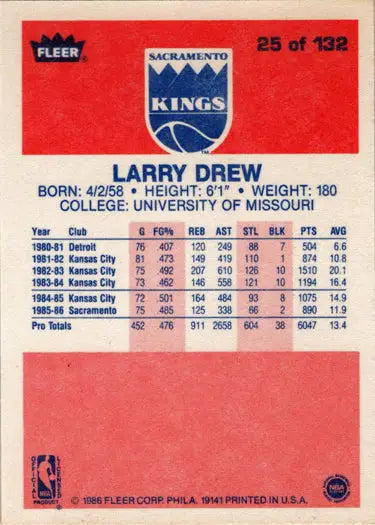 FLEER
25 of 132
SACRAMENTO
KINGS
TM
LARRY DREW
BORN: 4/2/58 • HEIGHT: 6'1" • WEIGHT: 180
COLLEGE: UNIVERSITY OF MISSOURI
Year Club G FG% REB AST STL BLK PTS AVG
1980-81 Detroit 76 .407 120 249 88 7 504 6.6
1981-82 Kansas City 81 .473 149 419 110 1 874 10.8
1982-83 Kansas City 75 .492 207 610 126 10 1510 20.1
1983-84 Kansas City 73 .462 146 558 121 10 1194 16.4
1984-85 Kansas City 72 .501 164 484 93 8 1075 14.9
1985-86 Sacramento 75 .485 125 338 66 2 890 11.9
Pro Totals 452 .476 911 2658 604 38 6047 13.4
OFFICIAL LICENSED
NBA
PRODUCT
NBA
© 1986 FLEER CORP. PHILA. 19141 PRINTED IN U.S.A.